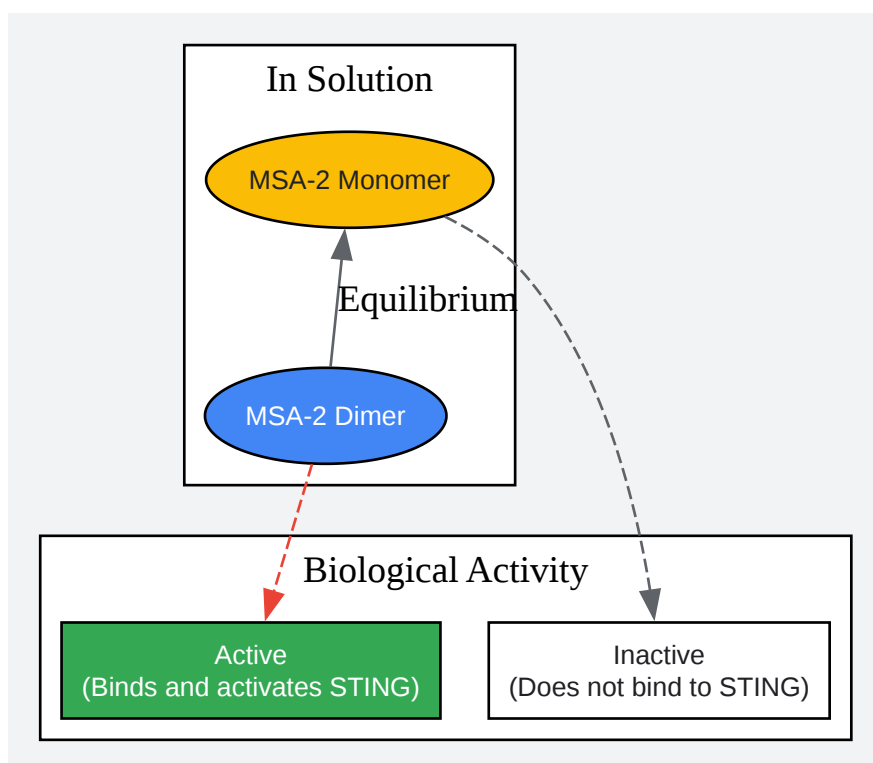 In Solution
MSA-2 Monomer
Equilibrium
MSA-2 Dimer
Biological Activity
Active
(Binds and activates STING)
Inactive
(Does not bind to STING)